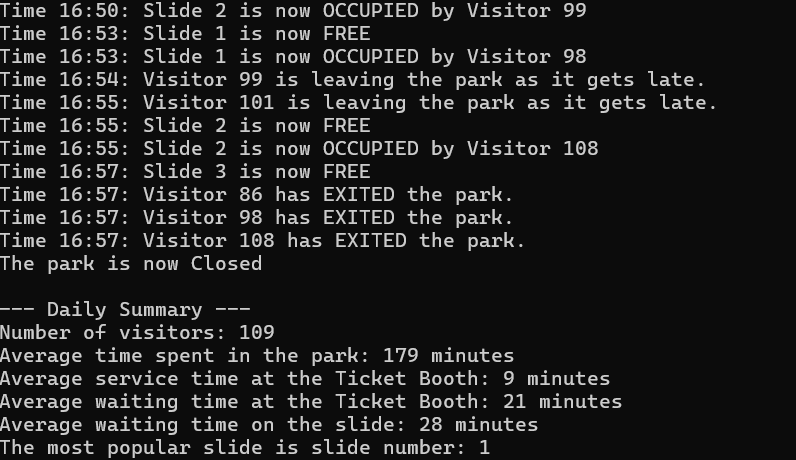 Time 16:50: Slide 2 is now OCCUPIED by Visitor 99
Time 16:53: Slide 1 is now FREE
Time 16:53: Slide 1 is now OCCUPIED by Visitor 98
Time 16:54: Visitor 99 is leaving the park as it gets late.
Time 16:55: Visitor 101 is leaving the park as it gets late.
Time 16:55: Slide 2 is now FREE
Time 16:55: Slide 2 is now OCCUPIED by Visitor 108
Time 16:57: Slide 3 is now FREE
Time 16:57: Visitor 86 has EXITED the park.
Time 16:57: Visitor 98 has EXITED the park.
Time 16:57: Visitor 108 has EXITED the park.
The park is now Closed
--- Daily Summary ---
Number of visitors: 109
Average time spent in the park: 179 minutes
Average service time at the Ticket Booth: 9 minutes
Average waiting time at the Ticket Booth: 21 minutes
Average waiting time on the slide: 28 minutes
The most popular slide is slide number: 1